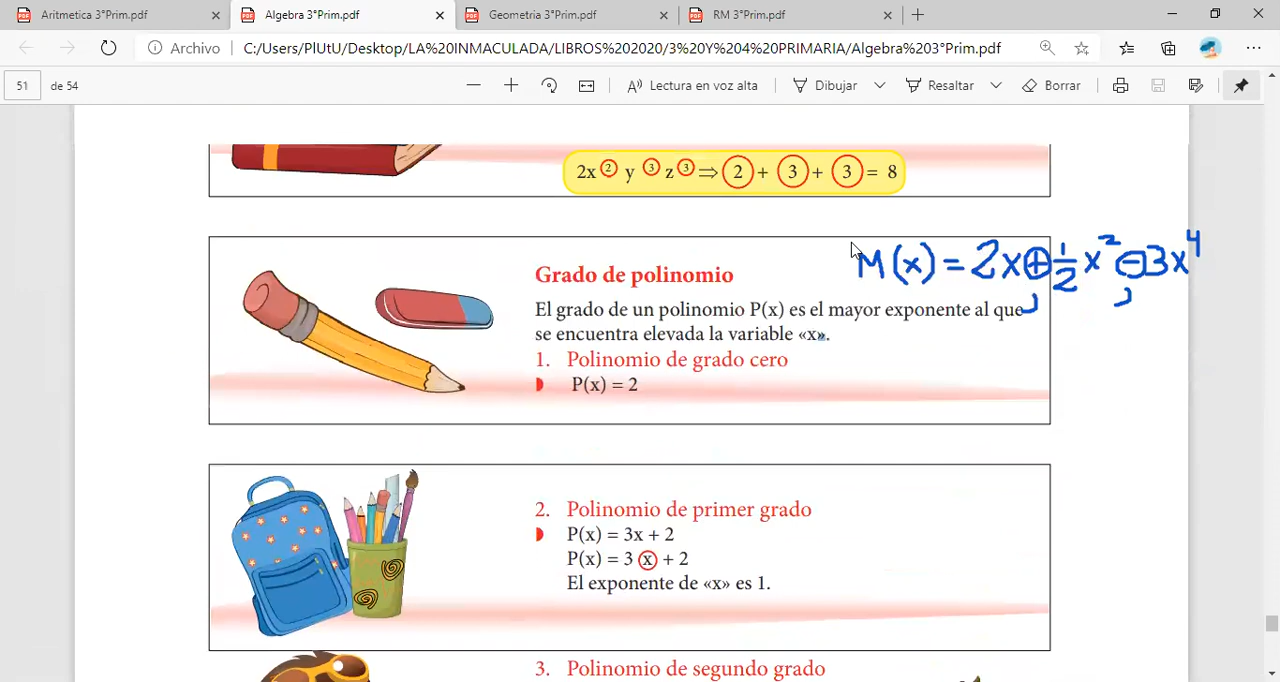 Aritmetica 3°Prim.pdf
Algebra 3°Prim.pdf
Geometria 3°Prim.pdf
RM 3°Prim.pdf
Archivo
C:/Users/PlUtU/Desktop/LA%20INMACULADA/LIBROS%202020/3%20Y%204%20PRIMARIA/Algebra%203°Prim.pdf
51 de 54
Lectura en voz alta
Dibujar
Resaltar
Borrar
2x² y³ z³ ⇒ 2 + 3 + 3 = 8
M(x) = 2x + 1/2 x² - 3x⁴
Grado de polinomio
El grado de un polinomio P(x) es el mayor exponente al que
se encuentra elevada la variable «x».
1. Polinomio de grado cero
P(x) = 2
2. Polinomio de primer grado
P(x) = 3x + 2
P(x) = 3 x + 2
El exponente de «x» es 1.
3. Polinomio de segundo grado